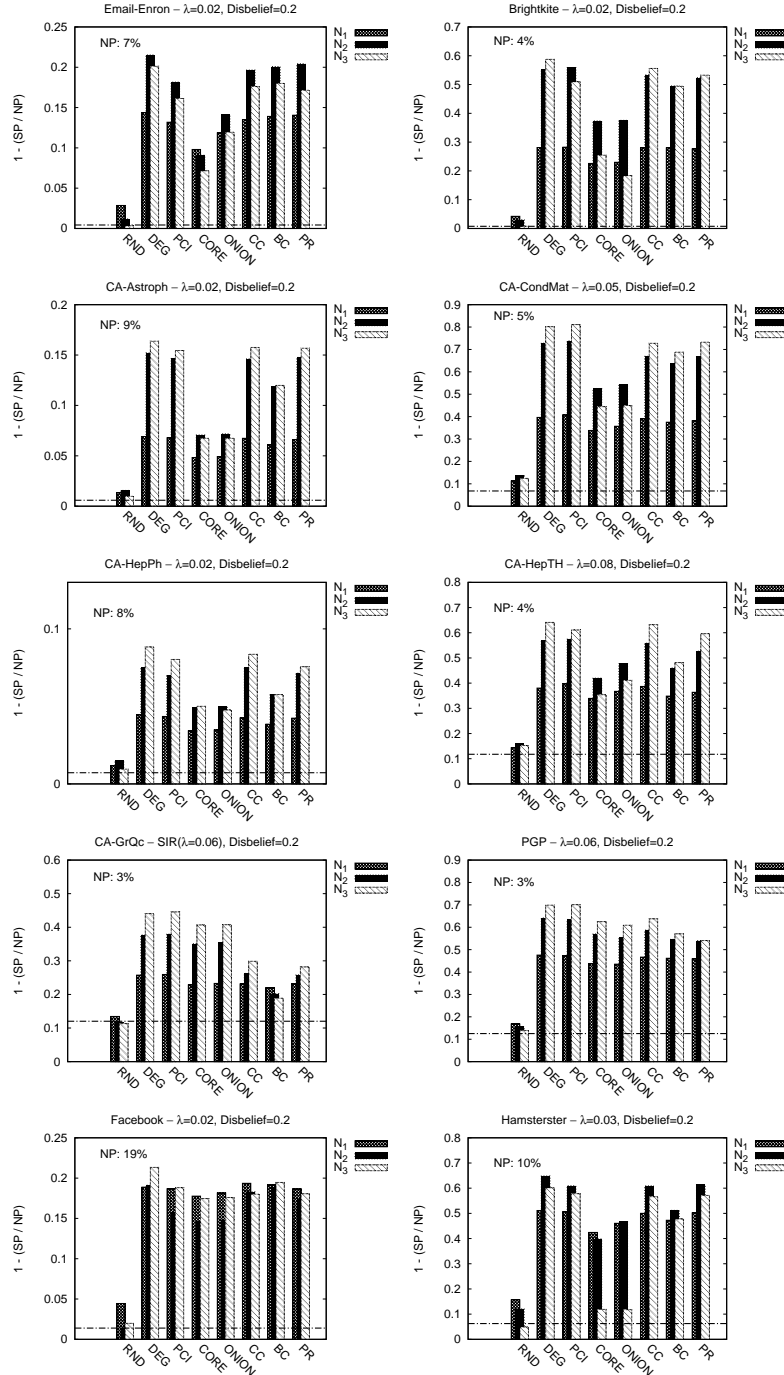 Email-Enron – λ=0.02, Disbelief=0.2
NP: 7%
1 - (SP / NP)
0.25
0.2
0.15
0.1
0.05
0
RND DEG PCI CORE ONION CC BC PR
N1
N2
N3
Brightkite – λ=0.02, Disbelief=0.2
NP: 4%
1 - (SP / NP)
0.7
0.6
0.5
0.4
0.3
0.2
0.1
0
RND DEG PCI CORE ONION CC BC PR
N1
N2
N3
CA-Astroph – λ=0.02, Disbelief=0.2
NP: 9%
1 - (SP / NP)
0.2
0.15
0.1
0.05
0
RND DEG PCI CORE ONION CC BC PR
N1
N2
N3
CA-CondMat – λ=0.05, Disbelief=0.2
NP: 5%
1 - (SP / NP)
0.9
0.8
0.7
0.6
0.5
0.4
0.3
0.2
0.1
0
RND DEG PCI CORE ONION CC BC PR
N1
N2
N3
CA-HepPh – λ=0.02, Disbelief=0.2
NP: 8%
1 - (SP / NP)
0.1
0
RND DEG PCI CORE ONION CC BC PR
N1
N2
N3
CA-HepTH – λ=0.08, Disbelief=0.2
NP: 4%
1 - (SP / NP)
0.8
0.7
0.6
0.5
0.4
0.3
0.2
0.1
0
RND DEG PCI CORE ONION CC BC PR
N1
N2
N3
CA-GrQc – SIR(λ=0.06), Disbelief=0.2
NP: 3%
1 - (SP / NP)
0.6
0.5
0.4
0.3
0.2
0.1
0
RND DEG PCI CORE ONION CC BC PR
N1
N2
N3
PGP – λ=0.06, Disbelief=0.2
NP: 3%
1 - (SP / NP)
0.9
0.8
0.7
0.6
0.5
0.4
0.3
0.2
0.1
0
RND DEG PCI CORE ONION CC BC PR
N1
N2
N3
Facebook – λ=0.02, Disbelief=0.2
NP: 19%
1 - (SP / NP)
0.25
0.2
0.15
0.1
0.05
0
RND DEG PCI CORE ONION CC BC PR
N1
N2
N3
Hamsterster – λ=0.03, Disbelief=0.2
NP: 10%
1 - (SP / NP)
0.8
0.7
0.6
0.5
0.4
0.3
0.2
0.1
0
RND DEG PCI CORE ONION CC BC PR
N1
N2
N3